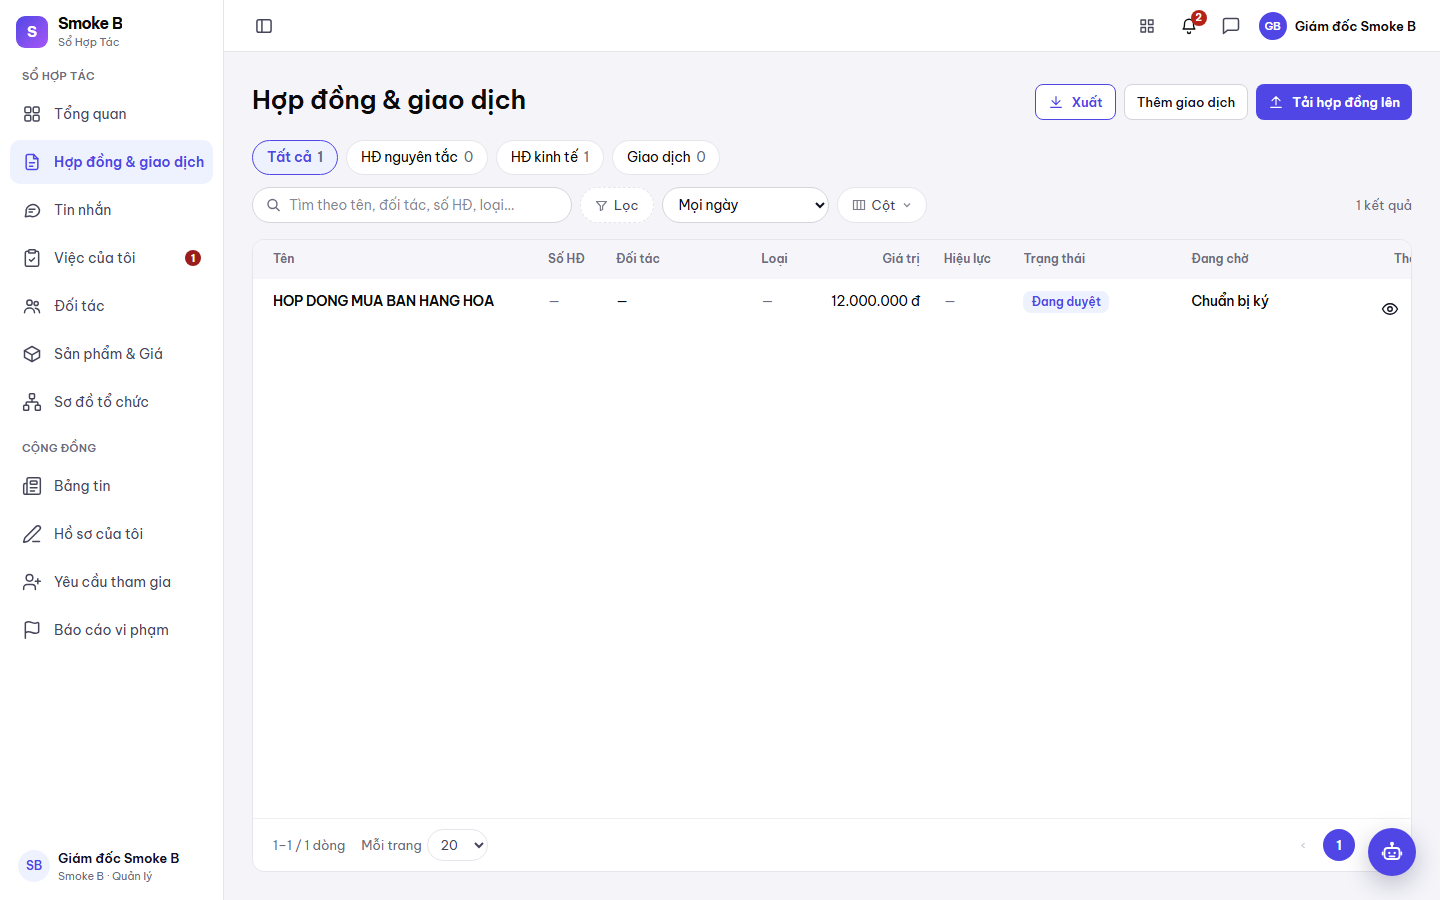 S
Smoke B
Sổ Hợp Tác
2
GB
Giám đốc Smoke B
SỔ HỢP TÁC
Tổng quan
Hợp đồng & giao dịch
Tin nhắn
Việc của tôi 1
Đối tác
Sản phẩm & Giá
Sơ đồ tổ chức
CỘNG ĐỒNG
Bảng tin
Hồ sơ của tôi
Yêu cầu tham gia
Báo cáo vi phạm
SB
Giám đốc Smoke B
Smoke B · Quản lý
Hợp đồng & giao dịch
Xuất
Thêm giao dịch
Tải hợp đồng lên
Tất cả 1
HĐ nguyên tắc 0
HĐ kinh tế 1
Giao dịch 0
Tìm theo tên, đối tác, số HĐ, loại...
Lọc
Mọi ngày
Cột
1 kết quả
Tên Số HĐ Đối tác Loại Giá trị Hiệu lực Trạng thái Đang chờ
HOP DONG MUA BAN HANG HOA — — — 12.000.000 đ — Đang duyệt Chuẩn bị ký
1–1 / 1 dòng Mỗi trang 20
‹ 1